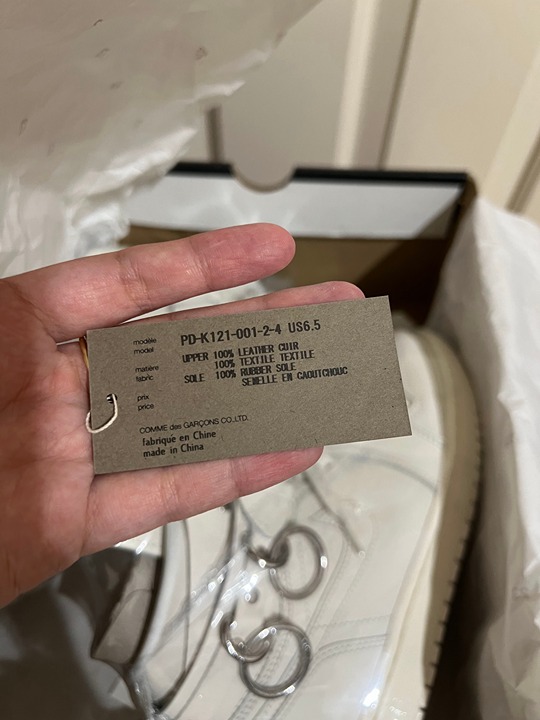 modèle
model
PD-K121-001-2-4 US6.5
UPPER 100% LEATHER CUIR
100% TEXTILE TEXTILE
matière
fabric
SOLE 100% RUBBER SOLE
SEMELLE EN CAOUTCHOUC
prix
price
COMME des GARÇONS CO.LTD.
fabriqué en Chine
made in China